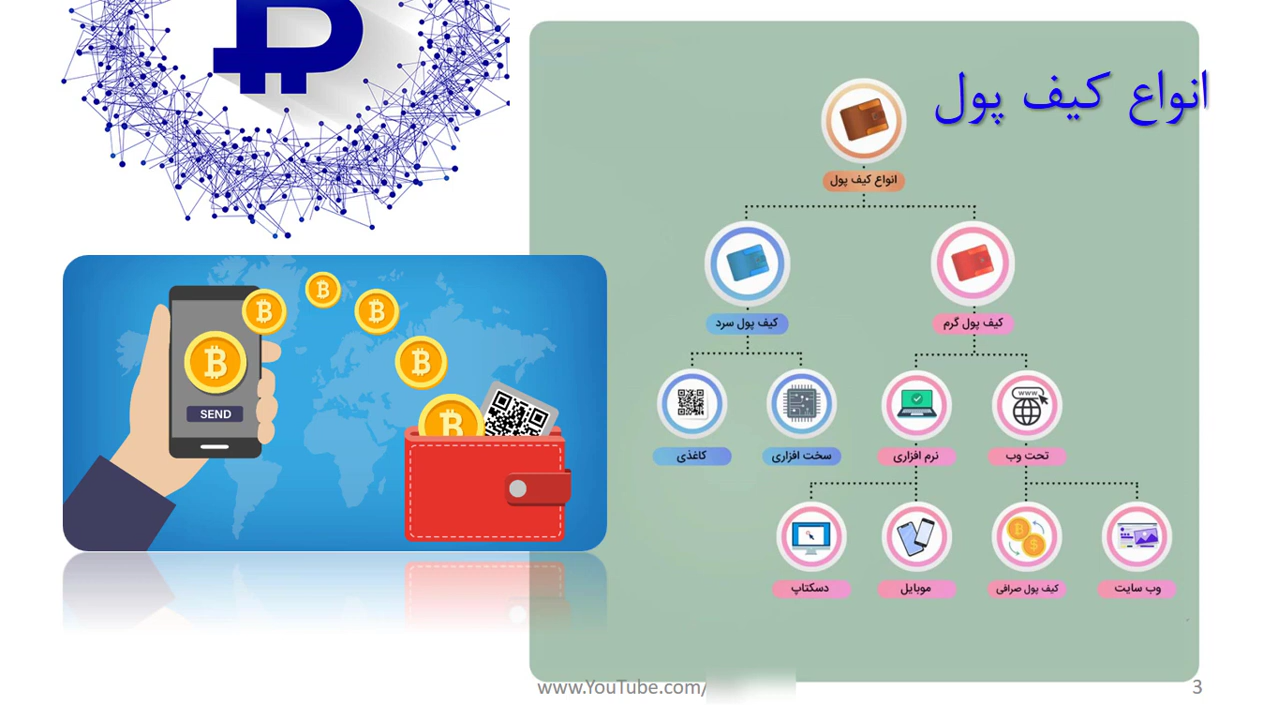 انواع کیف پول
انواع کیف پول
کیف پول گرم
کیف پول سرد
www
تحت وب
نرم افزاری
سخت افزاری
کاغذی
وب سایت
کیف پول صرافی
موبایل
دسکتاپ
SEND
www.YouTube.com/
3